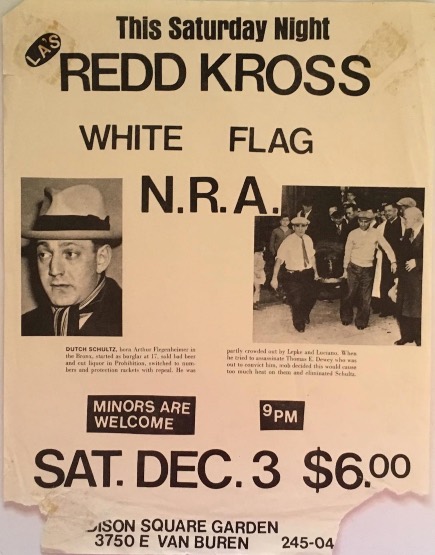 This Saturday Night
LAS
REDD KROSS
WHITE FLAG
N.R.A.
DUTCH SCHULTZ, born Arthur Flegenheimer in
the Bronx, started as burglar at 17, sold bad beer
and cut liquor in Prohibition, switched to num-
bers and protection rackets with repeal. He was
partly crowded out by Lepke and Luciano. When
he tried to assassinate Thomas E. Dewey who was
out to convict him, mob decided this would cause
too much heat on them and eliminated Schultz.
MINORS ARE
WELCOME
9PM
SAT. DEC. 3 $6.00
DISON SQUARE GARDEN
3750 E VAN BUREN 245-04